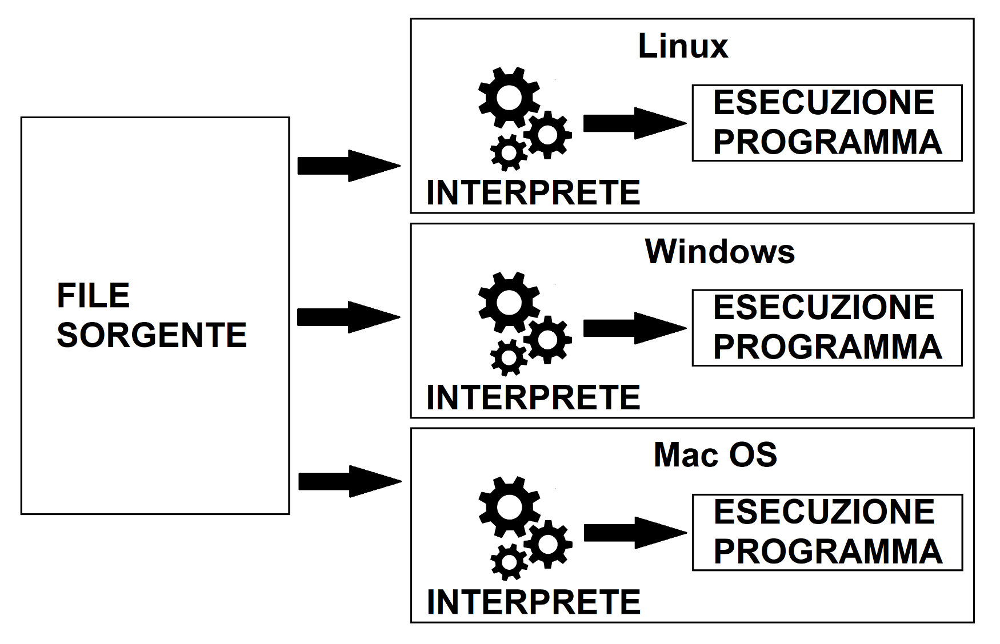 FILE
SORGENTE
Linux
ESECUZIONE
PROGRAMMA
INTERPRETE
Windows
ESECUZIONE
PROGRAMMA
INTERPRETE
Mac OS
ESECUZIONE
PROGRAMMA
INTERPRETE